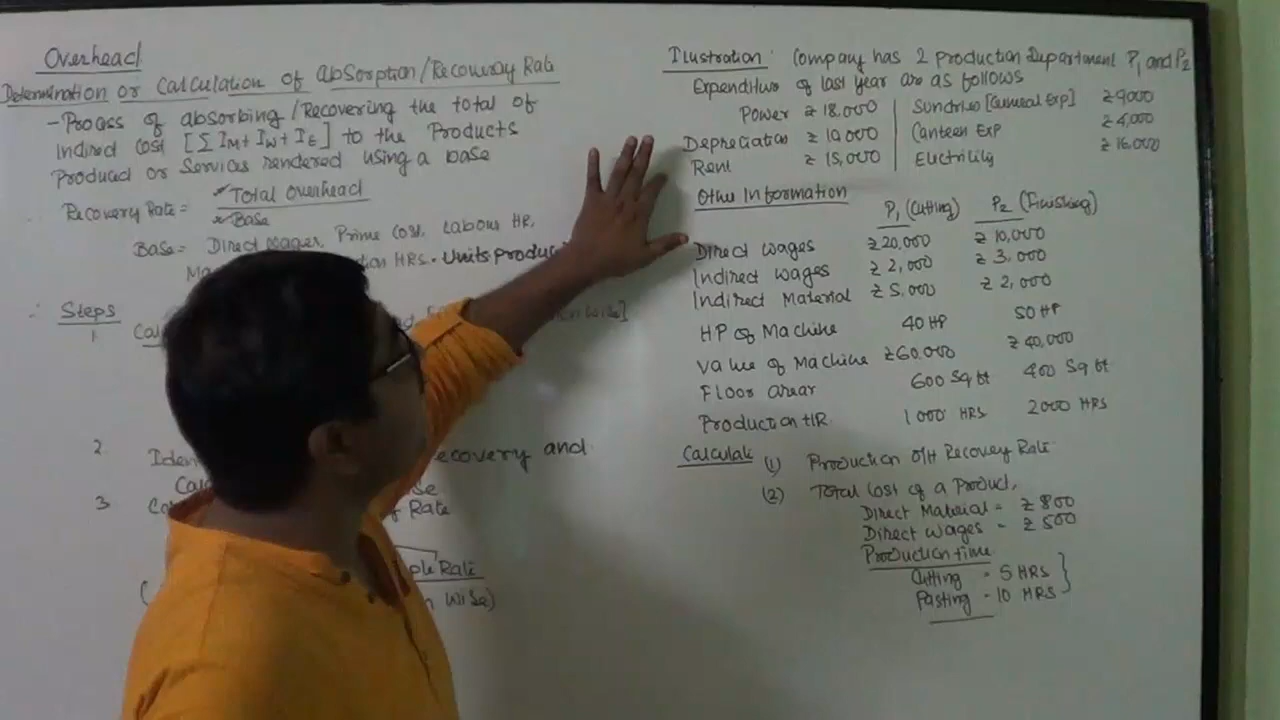 Overhead
Determination or Calculation of Absorption/Recovery Rate
- Process of absorbing/Recovering the total of
Indirect cost [∑ IM + IW + IE] to the Products
Produced or Services rendered using a base
Recovery Rate = Total Overhead
Base
Base = Direct Wages, Prime Cost, Labour HR,
HRS. Units
Steps
1.
2.
ecovery and
3
Rate
Rate
Wise)
Illustration: Company has 2 production Department P1 and P2
Expenditure of last year are as follows
Power ₹ 18,000 Sundries [General Exp] ₹ 9000
Depreciation ₹ 10,000 Canteen Exp ₹ 4,000
Rent ₹ 15,000 Electricity ₹ 16,000
Other Information
P1 (Cutting) P2 (Finishing)
Direct Wages ₹ 20,000 ₹ 10,000
Indirect Wages ₹ 2,000 ₹ 3,000
Indirect Material ₹ 5,000 ₹ 2,000
HP of Machine 40 HP 50 HP
Value of Machine ₹ 60,000 ₹ 40,000
Floor arear 600 Sq bt 400 Sq bt
Production HR 1000 HRS 2000 HRS
Calculate (1) Production O/H Recovery Rate
(2) Total Cost of a Product,
Direct Material = ₹ 800
Direct Wages = ₹ 500
Production time
Cutting - 5 HRS
Pasting - 10 HRS